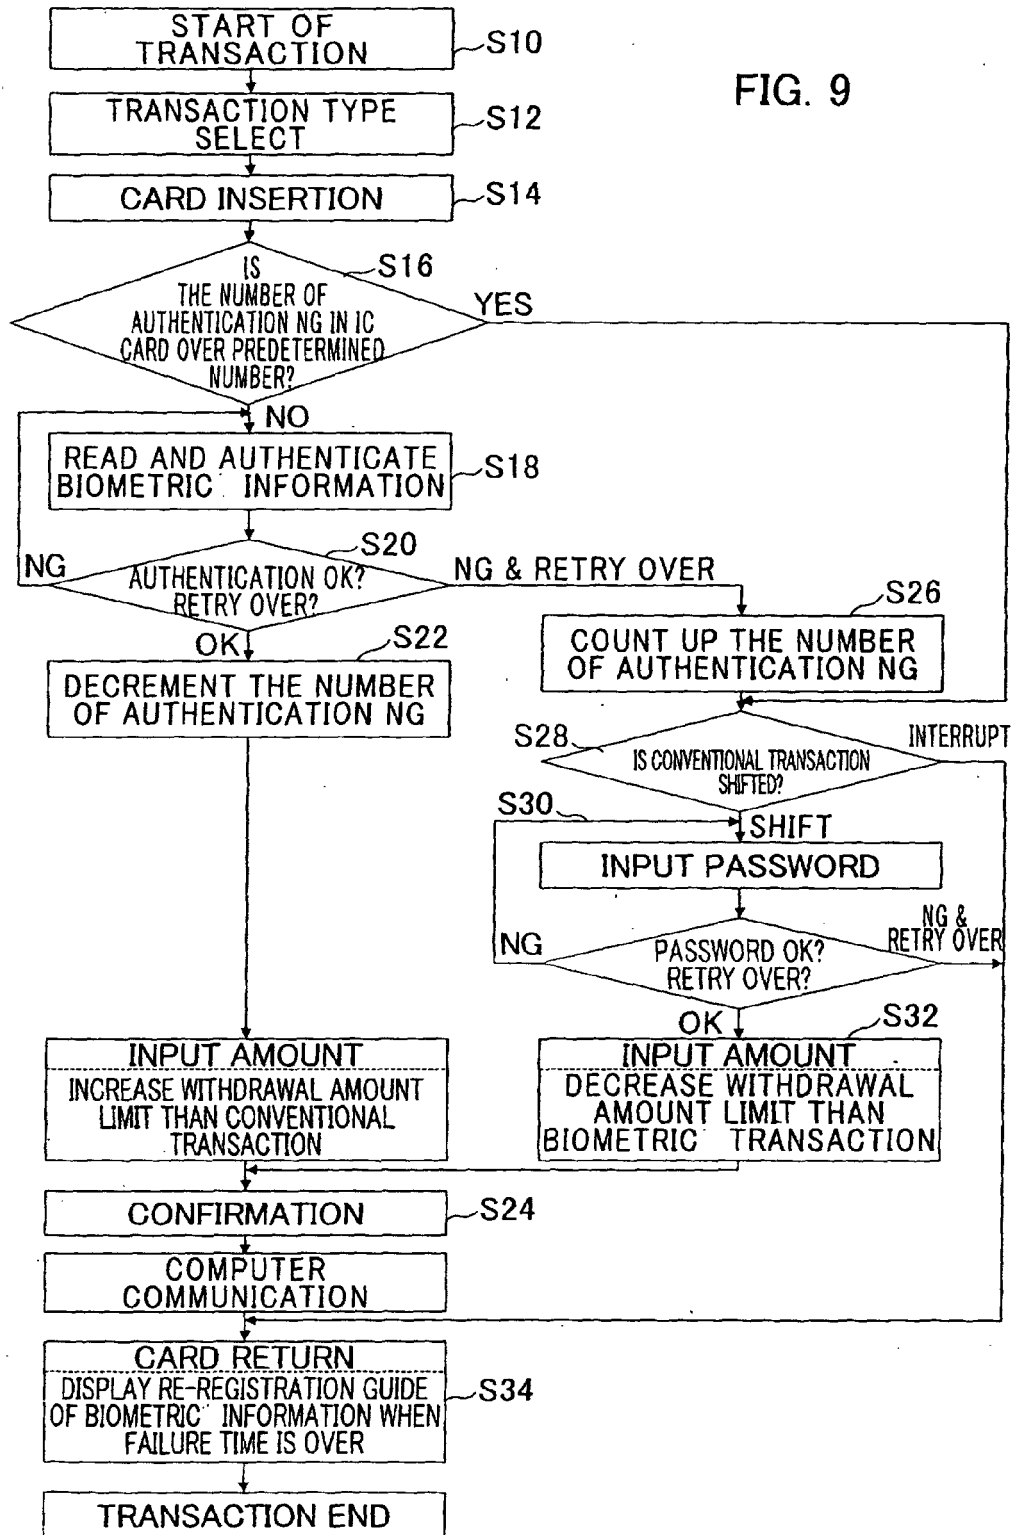 FIG. 9
START OF
TRANSACTION
S10
TRANSACTION TYPE
SELECT
S12
CARD INSERTION
S14
IS
THE NUMBER OF
AUTHENTICATION NG IN IC
CARD OVER PREDETERMINED
NUMBER?
S16
YES
NO
READ AND AUTHENTICATE
BIOMETRIC INFORMATION
S18
AUTHENTICATION OK?
RETRY OVER?
S20
NG
NG & RETRY OVER
OK
DECREMENT THE NUMBER
OF AUTHENTICATION NG
S22
COUNT UP THE NUMBER
OF AUTHENTICATION NG
S26
IS CONVENTIONAL TRANSACTION
SHIFTED?
S28
INTERRUPT
S30
SHIFT
INPUT PASSWORD
PASSWORD OK?
RETRY OVER?
NG
NG &
RETRY OVER
OK
S32
INPUT AMOUNT
DECREASE WITHDRAWAL
AMOUNT LIMIT THAN
BIOMETRIC TRANSACTION
INPUT AMOUNT
INCREASE WITHDRAWAL AMOUNT
LIMIT THAN CONVENTIONAL
TRANSACTION
CONFIRMATION
S24
COMPUTER
COMMUNICATION
CARD RETURN
DISPLAY RE-REGISTRATION GUIDE
OF BIOMETRIC INFORMATION WHEN
FAILURE TIME IS OVER
S34
TRANSACTION END